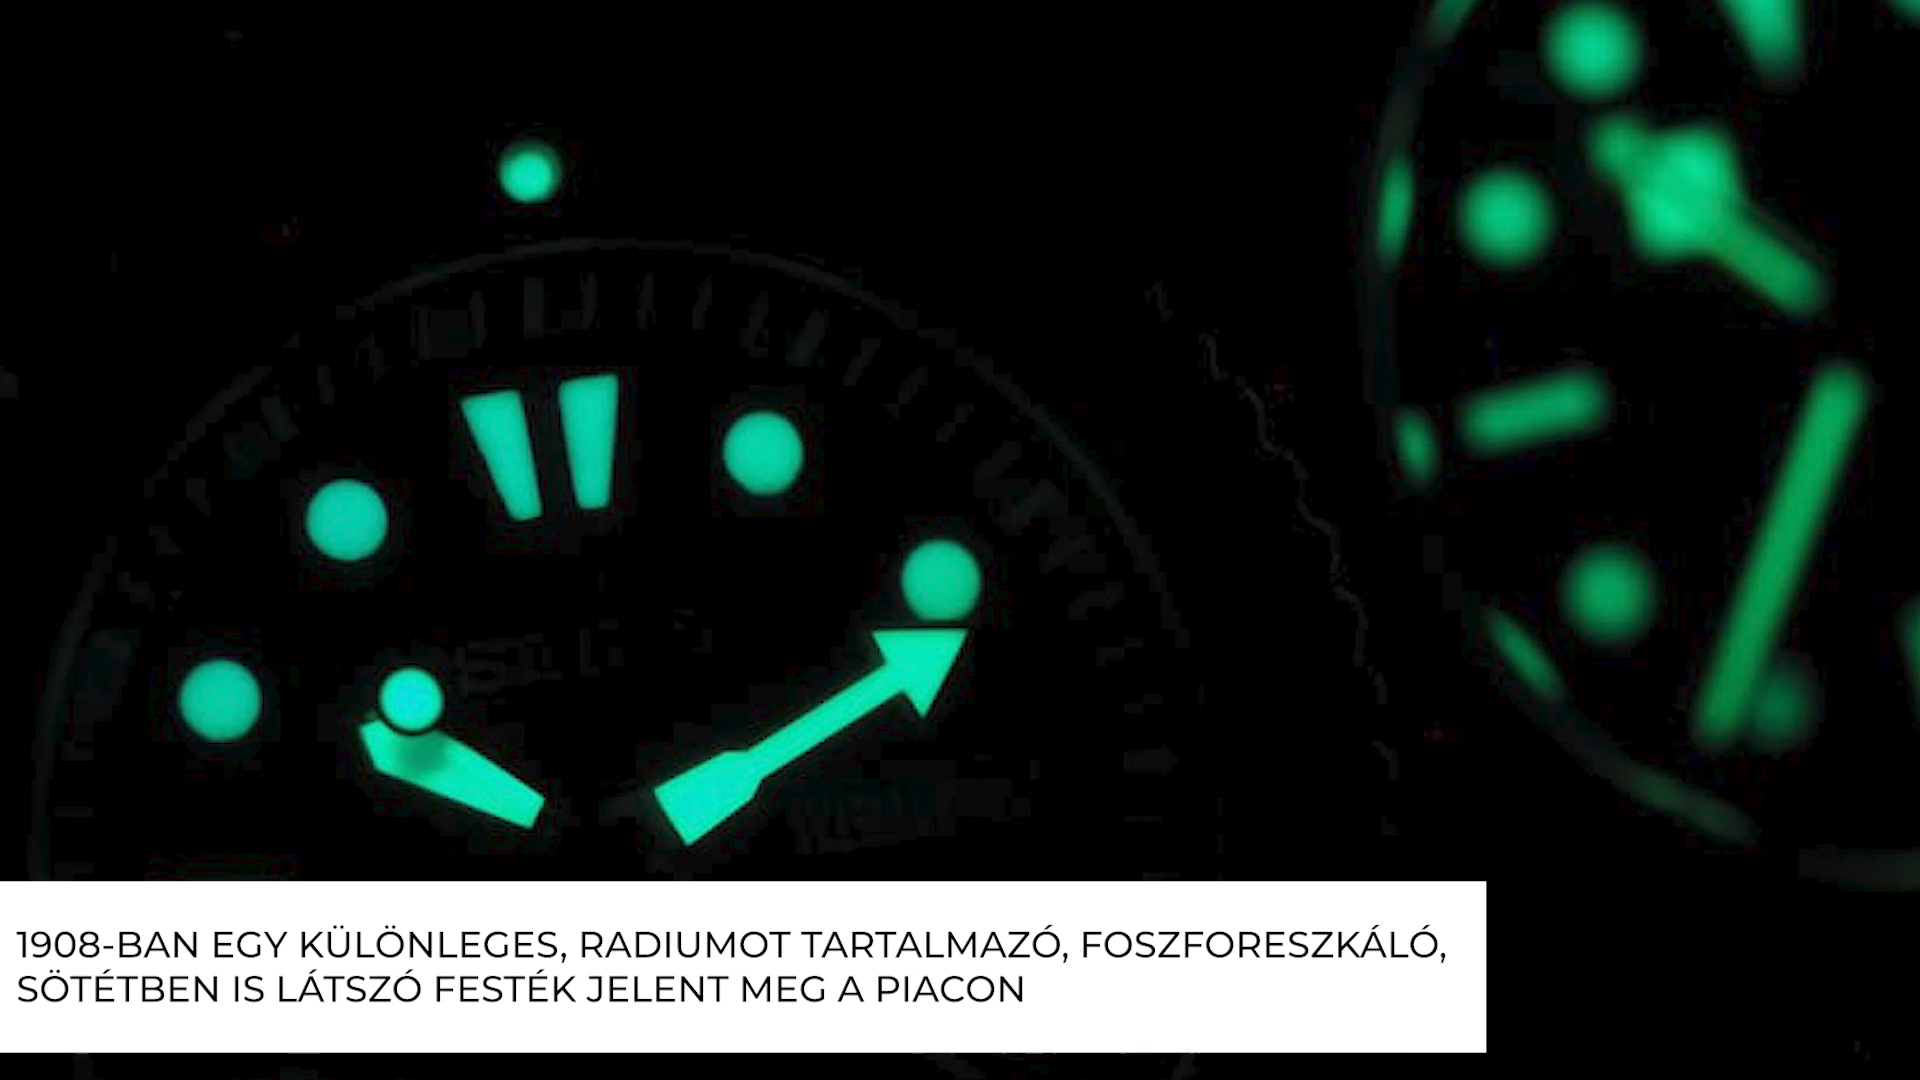 1908-BAN EGY KÜLÖNLEGES, RADIUMOT TARTALMAZÓ, FOSZFORESZKÁLÓ,
SÖTÉTBEN IS LÁTSZÓ FESTÉK JELENT MEG A PIACON